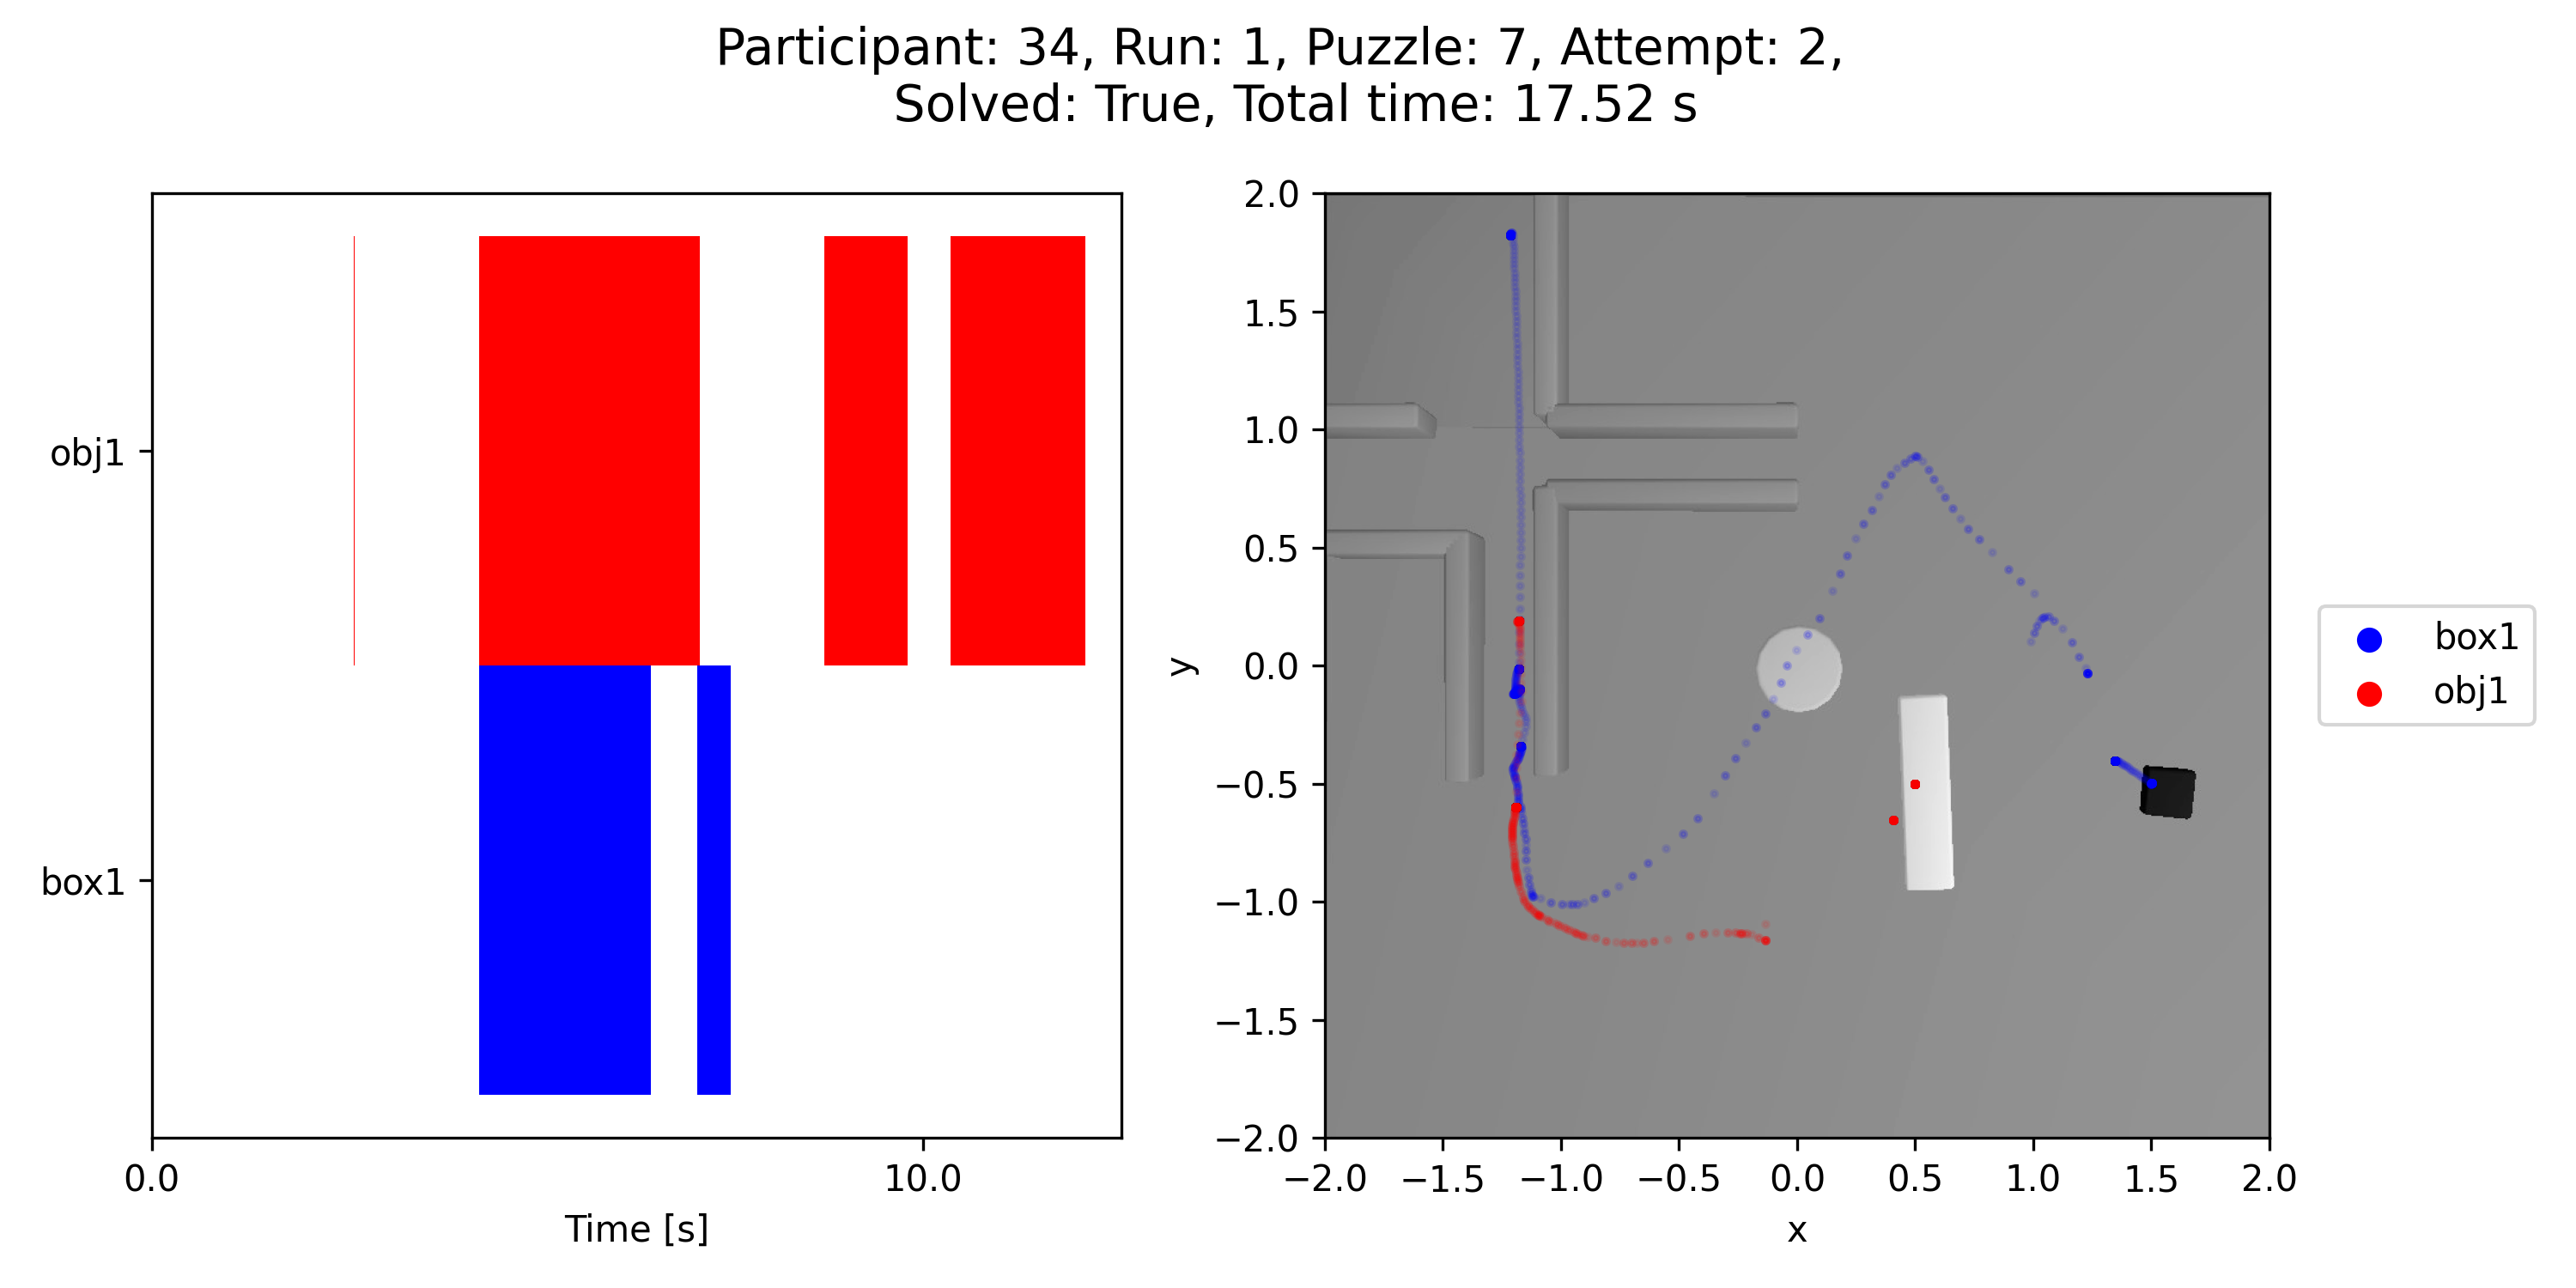 Participant: 34, Run: 1, Puzzle: 7, Attempt: 2,
Solved: True, Total time: 17.52 s
obj1
box1
0.0
10.0
Time [s]
2.0
1.5
1.0
0.5
0.0
−0.5
−1.0
−1.5
−2.0
y
−2.0 −1.5 −1.0 −0.5 0.0 0.5 1.0 1.5 2.0
x
box1
obj1